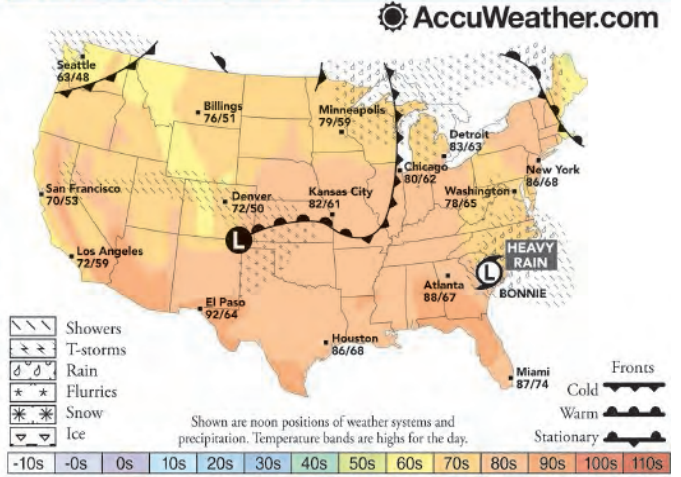 AccuWeather.com
Seattle
63/48
Billings
76/51
Minneapolis
79/59
Detroit
83/63
Chicago
80/62
New York
86/68
Washington
78/65
San Francisco
70/53
Denver
72/50
Kansas City
82/61
L
Los Angeles
72/59
HEAVY
RAIN
L
BONNIE
Atlanta
88/67
El Paso
92/64
Houston
86/68
Miami
87/74
Showers
T-storms
Rain
Flurries
Snow
Ice
Shown are noon positions of weather systems and
precipitation. Temperature bands are highs for the day.
Fronts
Cold
Warm
Stationary
-10s -0s 0s 10s 20s 30s 40s 50s 60s 70s 80s 90s 100s 110s